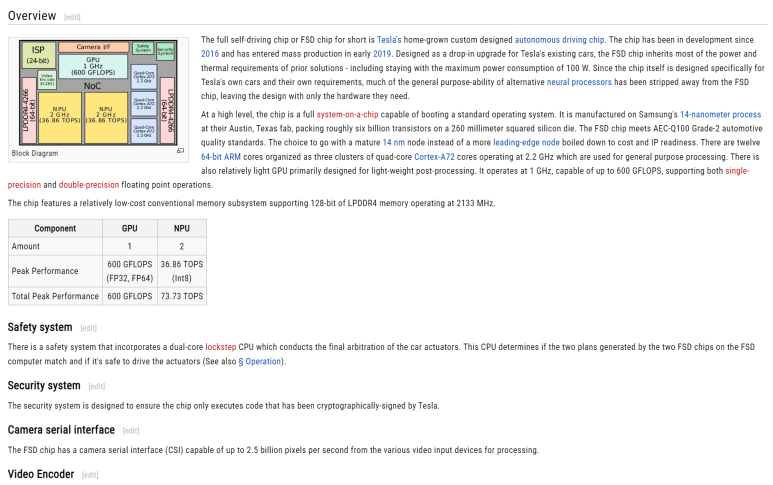 Overview [edit]
ISP
(24-bit)
Camera I/F
Safety
System
Security
System
GPU
1 GHz
(600 GFLOPS)
Video
Encode
Quad-Core
Cortex-A72
2.2 GHz
NoC
LPDDR4-4266
(64-bit)
NPU
2 GHz
(36.86 TOPS)
NPU
2 GHz
(36.86 TOPS)
Quad-Core
Cortex-A72
2.2 GHz
Quad-Core
Cortex-A72
2.2 GHz
LPDDR4-4266
(64-bit)
Block Diagram
The full self-driving chip or FSD chip for short is Tesla's home-grown custom designed autonomous driving chip. The chip has been in development since
2016 and has entered mass production in early 2019. Designed as a drop-in upgrade for Tesla's existing cars, the FSD chip inherits most of the power and
thermal requirements of prior solutions - including staying with the maximum power consumption of 100 W. Since the chip itself is designed specifically for
Tesla's own cars and their own requirements, much of the general purpose-ability of alternative neural processors has been stripped away from the FSD
chip, leaving the design with only the hardware they need.
At a high level, the chip is a full system-on-a-chip capable of booting a standard operating system. It is manufactured on Samsung's 14-nanometer process
at their Austin, Texas fab, packing roughly six billion transistors on a 260 millimeter squared silicon die. The FSD chip meets AEC-Q100 Grade-2 automotive
quality standards. The choice to go with a mature 14 nm node instead of a more leading-edge node boiled down to cost and IP readiness. There are twelve
64-bit ARM cores organized as three clusters of quad-core Cortex-A72 cores operating at 2.2 GHz which are used for general purpose processing. There is
also relatively light GPU primarily designed for light-weight post-processing. It operates at 1 GHz, capable of up to 600 GFLOPS, supporting both single-
precision and double-precision floating point operations.
The chip features a relatively low-cost conventional memory subsystem supporting 128-bit of LPDDR4 memory operating at 2133 MHz.
Component GPU NPU
Amount 1 2
Peak Performance 600 GFLOPS (FP32, FP64) 36.86 TOPS (Int8)
Total Peak Performance 600 GFLOPS 73.73 TOPS
Safety system [edit]
There is a safety system that incorporates a dual-core lockstep CPU which conducts the final arbitration of the car actuators. This CPU determines if the two plans generated by the two FSD chips on the FSD
computer match and if it's safe to drive the actuators (See also § Operation).
Security system [edit]
The security system is designed to ensure the chip only executes code that has been cryptographically-signed by Tesla.
Camera serial interface [edit]
The FSD chip has a camera serial interface (CSI) capable of up to 2.5 billion pixels per second from the various video input devices for processing.
Video Encoder [edit]